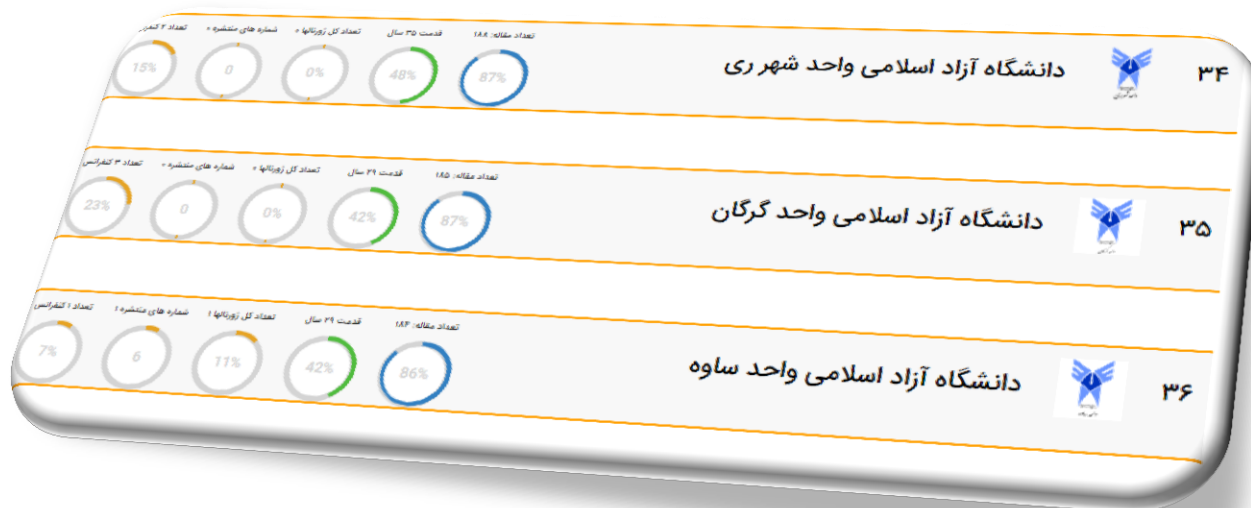 ۳۴
دانشگاه آزاد اسلامی واحد شهر ری
تعداد مقاله: ۱۸۸
87%
قدمت ۳۵ سال
48%
تعداد کل ژورنالها ۰
0%
شماره های منتشره ۰
0
تعداد ۲
15%
۳۵
دانشگاه آزاد اسلامی واحد گرگان
تعداد مقاله: ۱۸۵
87%
قدمت ۲۹ سال
42%
تعداد کل ژورنالها ۰
0%
شماره های منتشره ۰
0
تعداد ۳ کنفرانس
23%
۳۶
دانشگاه آزاد اسلامی واحد ساوه
تعداد مقاله: ۱۸۴
86%
قدمت ۲۹ سال
42%
تعداد کل ژورنالها ۱
11%
شماره های منتشره ۱
6
تعداد ۱ کنفرانس
7%